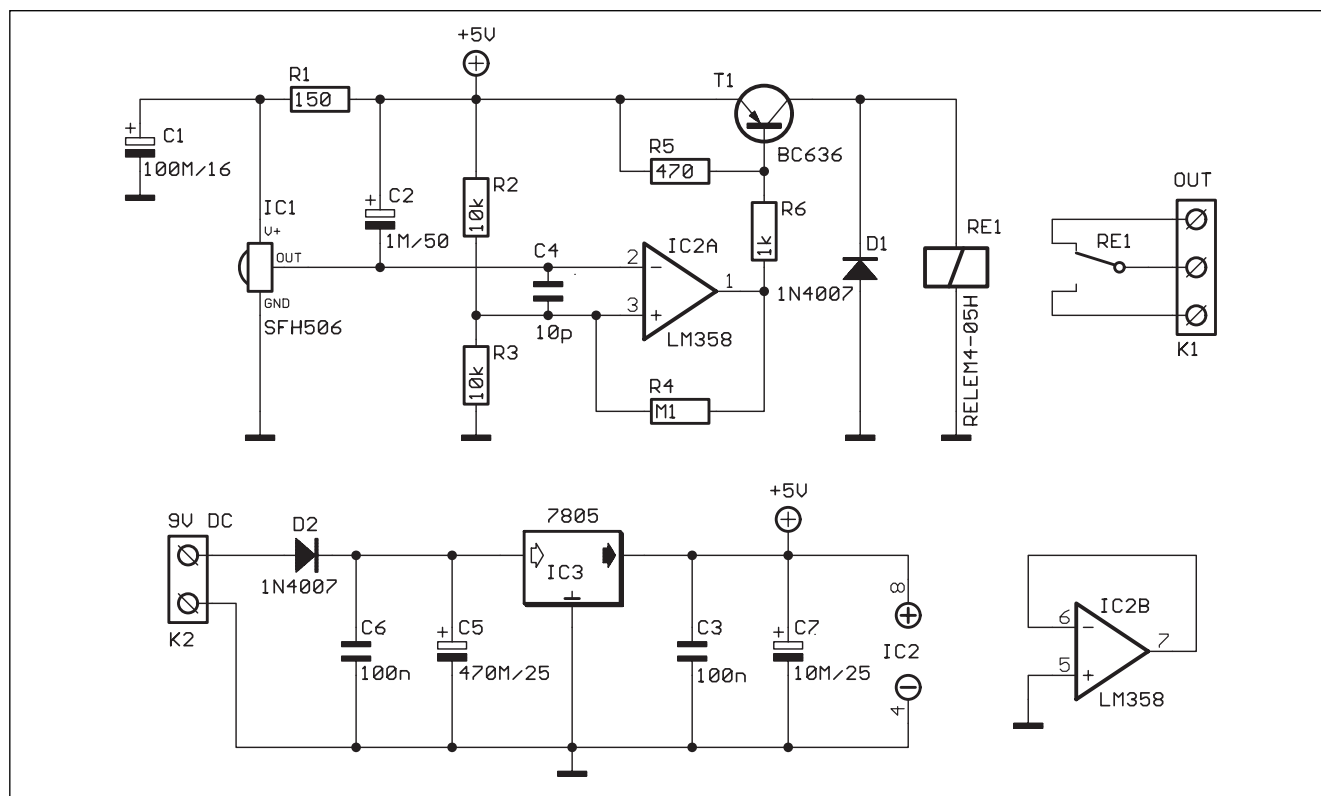 +5V
R1
150
T1
C1
100M/16
R5
470
BC636
OUT
IC1
V+
OUT
GND
SFH506
C2
1M/50
R2
10k
R6
1k
IC2A
C4
10p
2
-
3
+
1
LM358
D1
1N4007
RE1
RELEM4-05H
RE1
K1
R3
10k
R4
M1
+5V
9V DC
D2
1N4007
7805
IC3
K2
C6
100n
C5
470M/25
C3
100n
C7
10M/25
8
IC2
4
IC2B
6
-
5
+
7
LM358